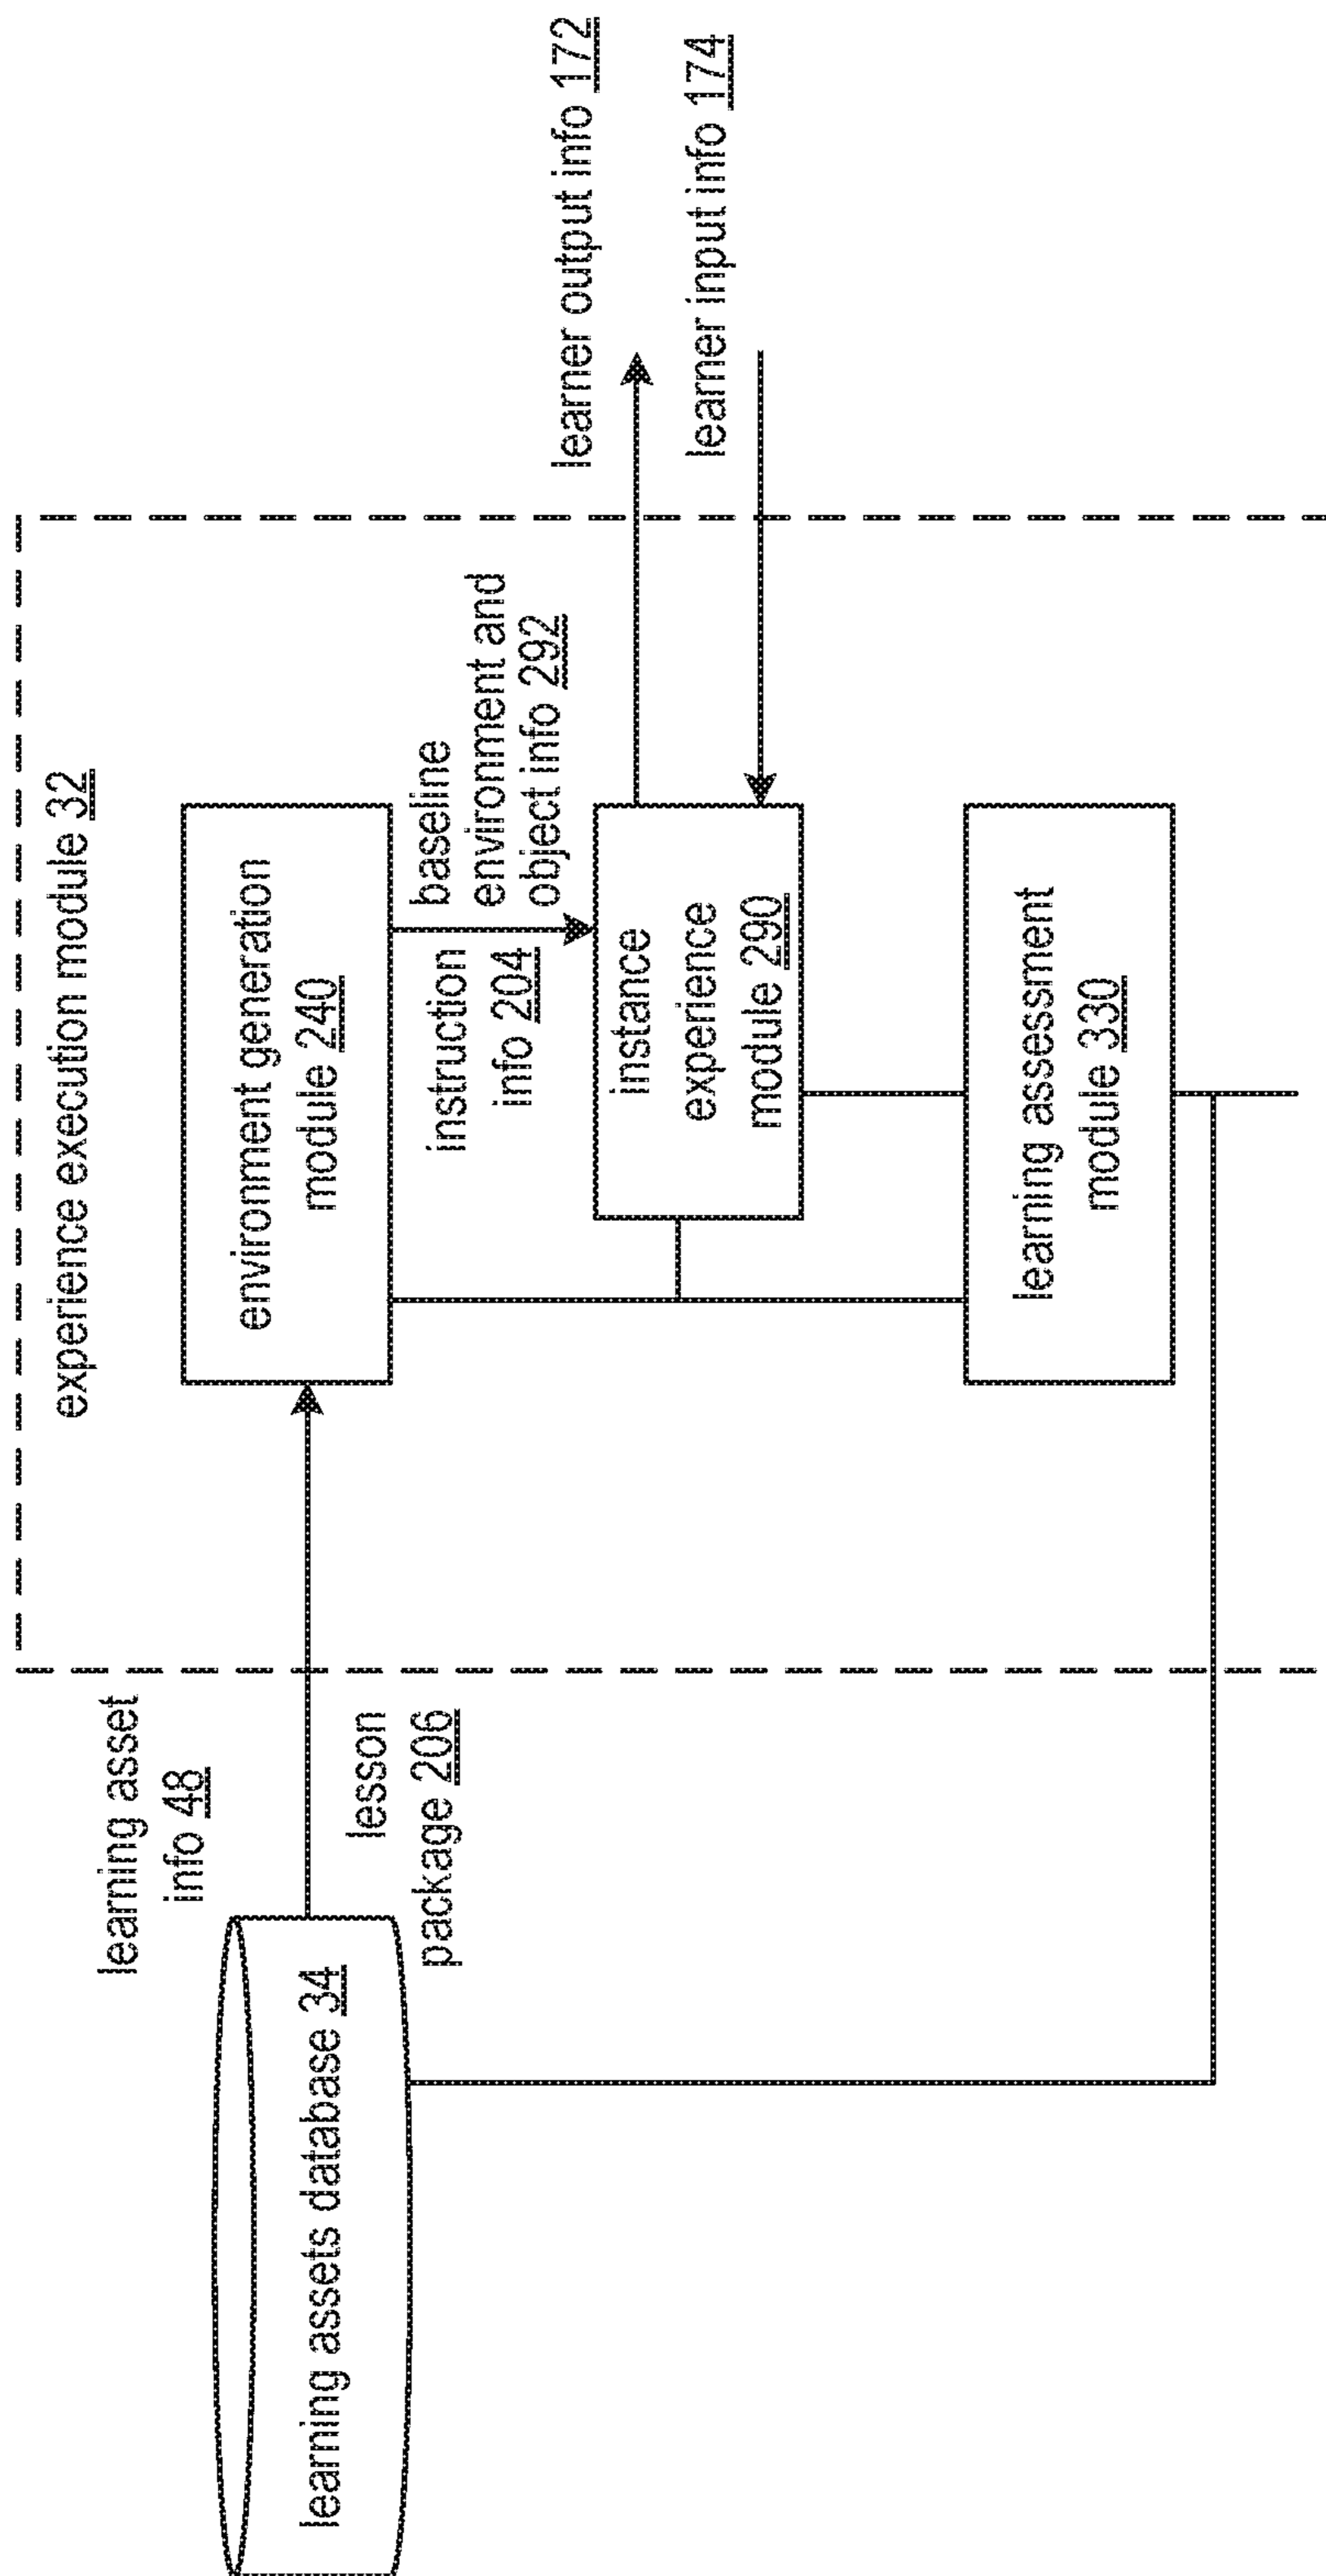 experience execution module 32
learning asset
info 48
learning assets database 34
lesson
package 206
environment generation
module 240
instruction
info 204
baseline
environment and
object info 292
instance
experience
module 290
learner output info 172
learner input info 174
learning assessment
module 330